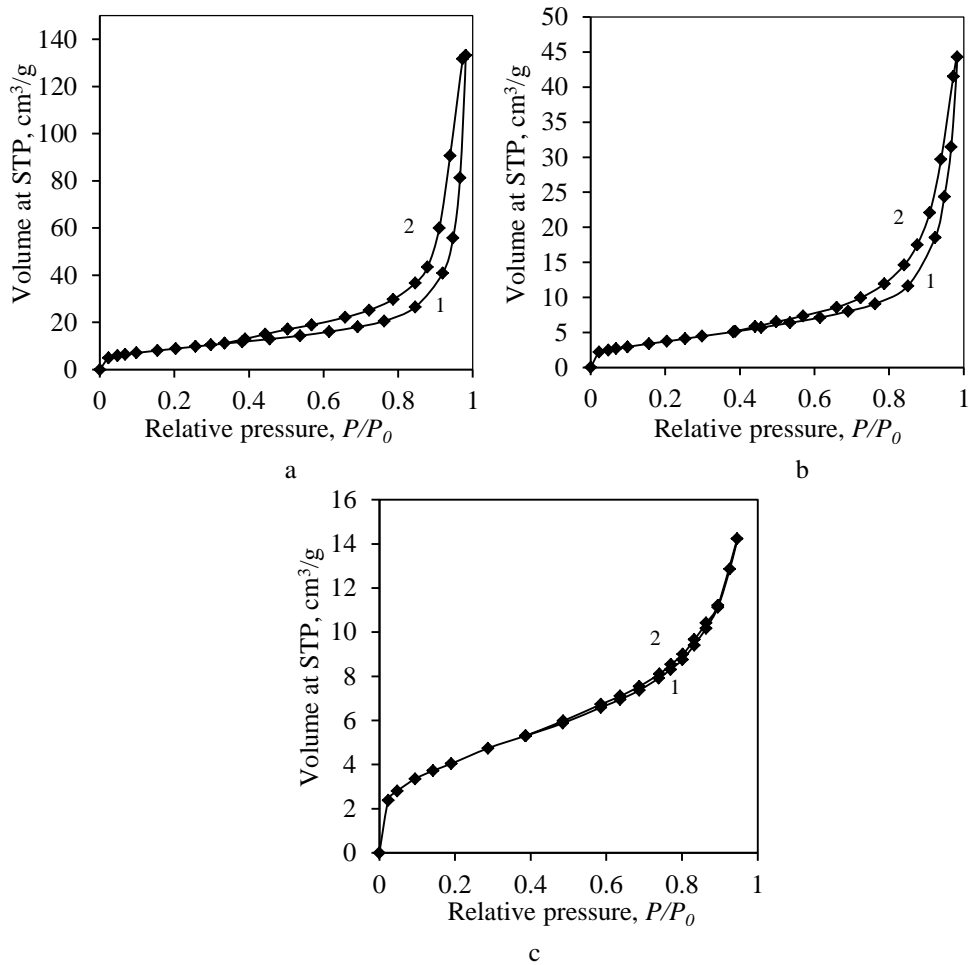 Volume at STP, cm³/g
140
120
100
80
60
40
20
0
2
1
0 0.2 0.4 0.6 0.8 1
Relative pressure, P/P₀
a
Volume at STP, cm³/g
50
45
40
35
30
25
20
15
10
5
0
2
1
0 0.2 0.4 0.6 0.8 1
Relative pressure, P/P₀
b
Volume at STP, cm³/g
16
14
12
10
8
6
4
2
0
2
1
0 0.2 0.4 0.6 0.8 1
Relative pressure, P/P₀
c